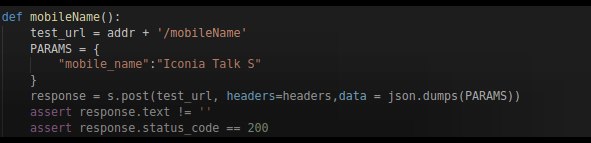 def mobileName():
    test_url = addr + '/mobileName'
    PARAMS = {
        "mobile_name":"Iconia Talk S"
    }
    response = s.post(test_url, headers=headers,data = json.dumps(PARAMS))
    assert response.text != ''
    assert response.status_code == 200